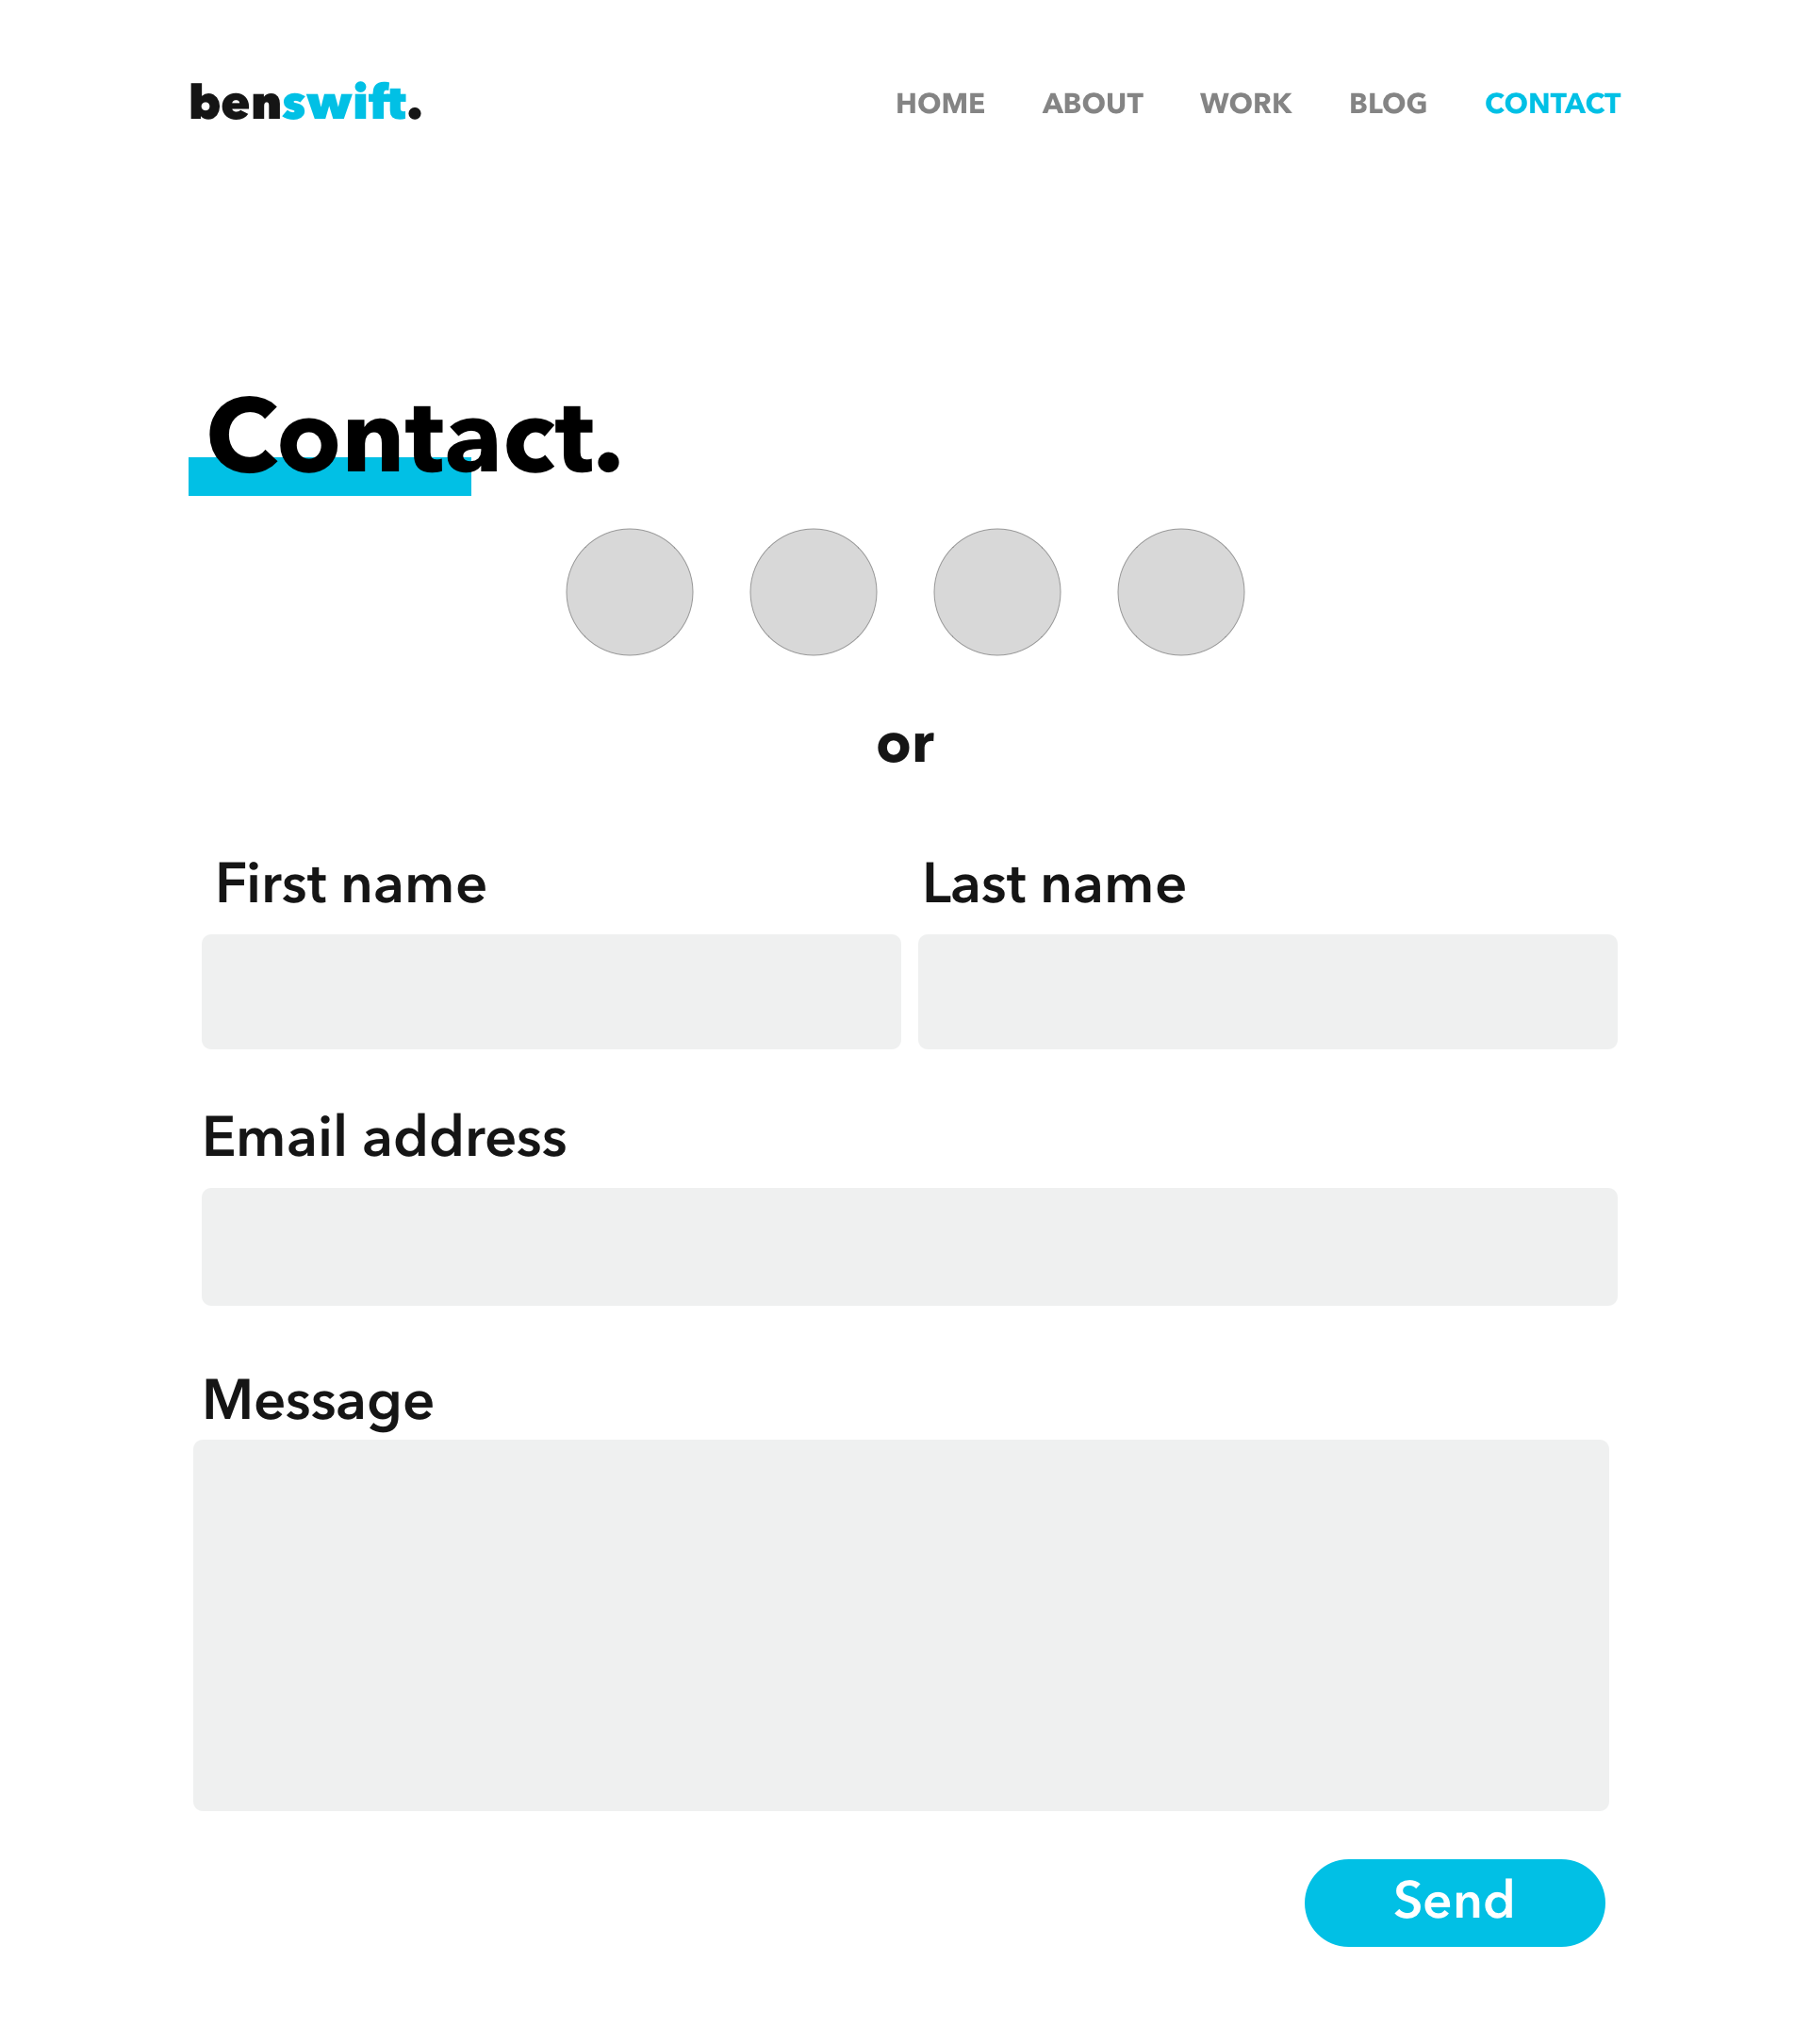 benswift. HOME ABOUT WORK BLOG CONTACT
Contact.
or
First name Last name
Email address
Message
Send